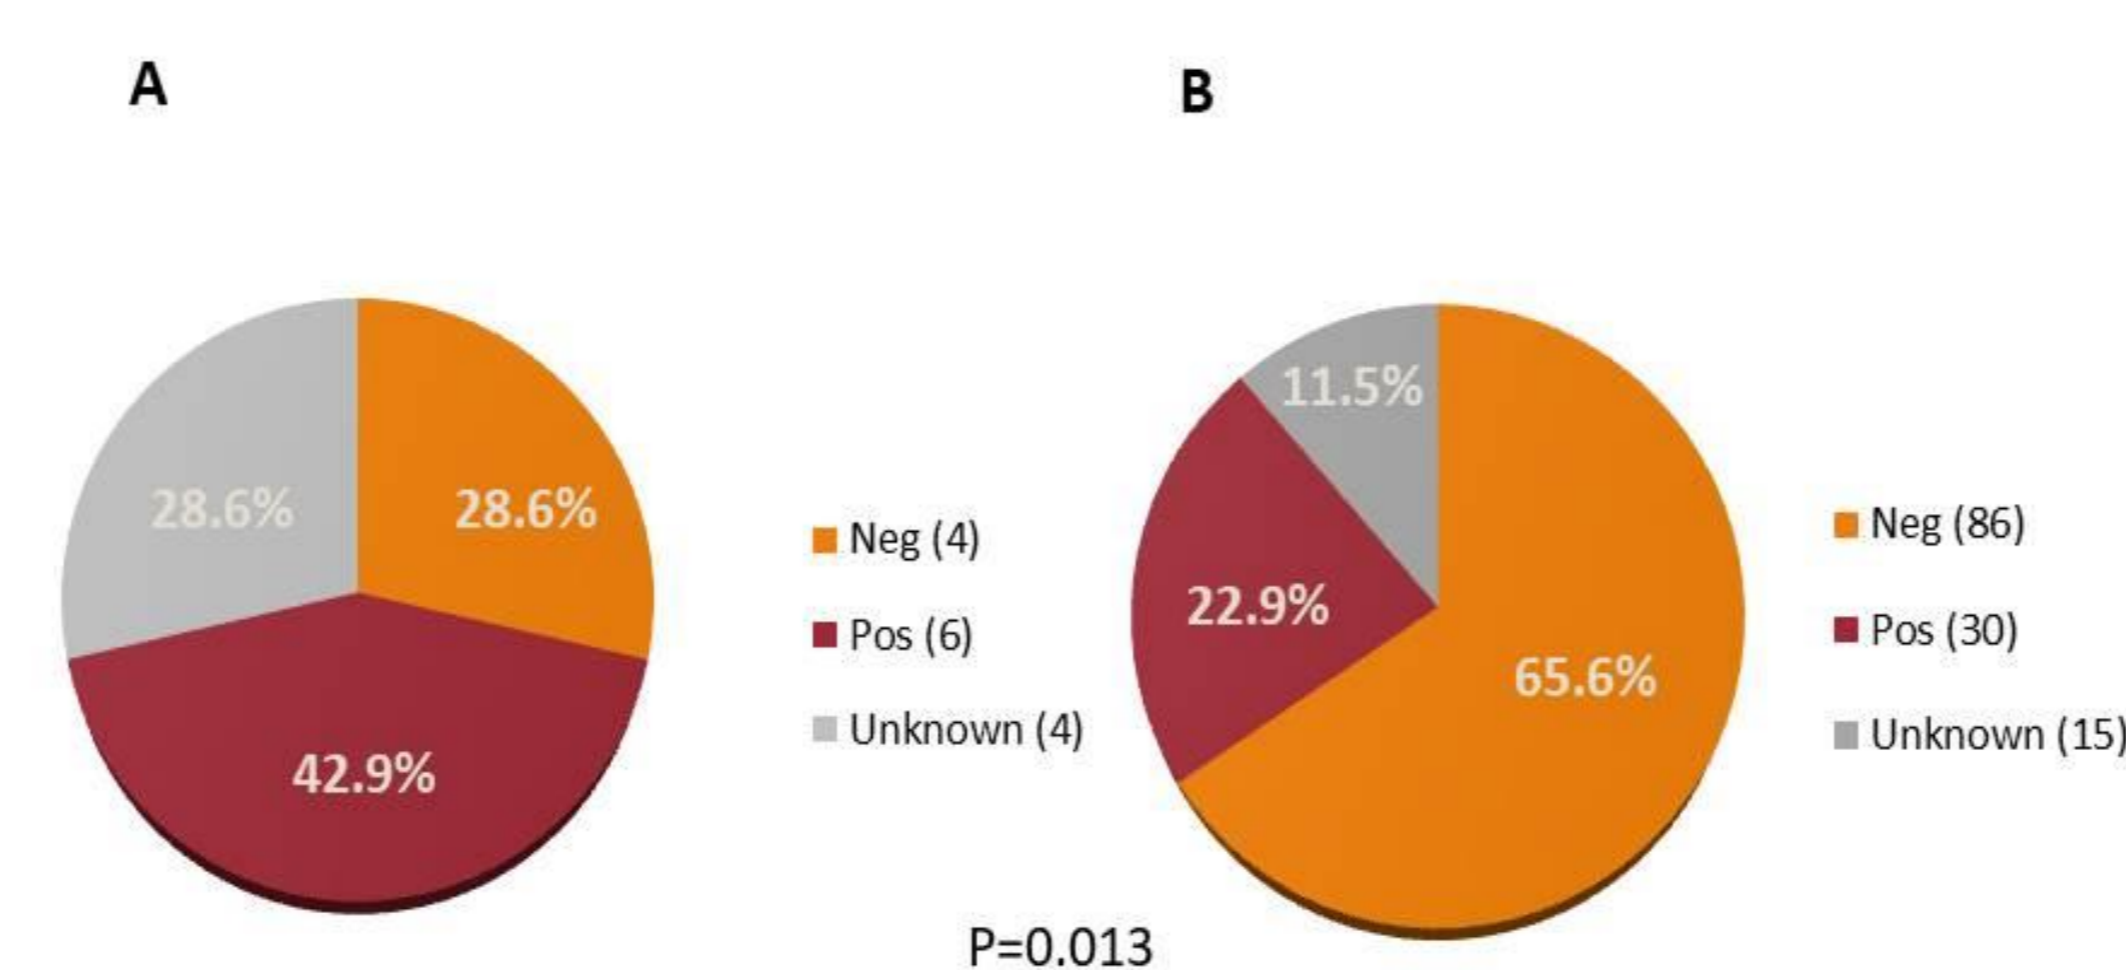 A
28.6%
28.6%
42.9%
Neg (4)
Pos (6)
Unknown (4)
B
11.5%
22.9%
65.6%
Neg (86)
Pos (30)
Unknown (15)
P=0.013